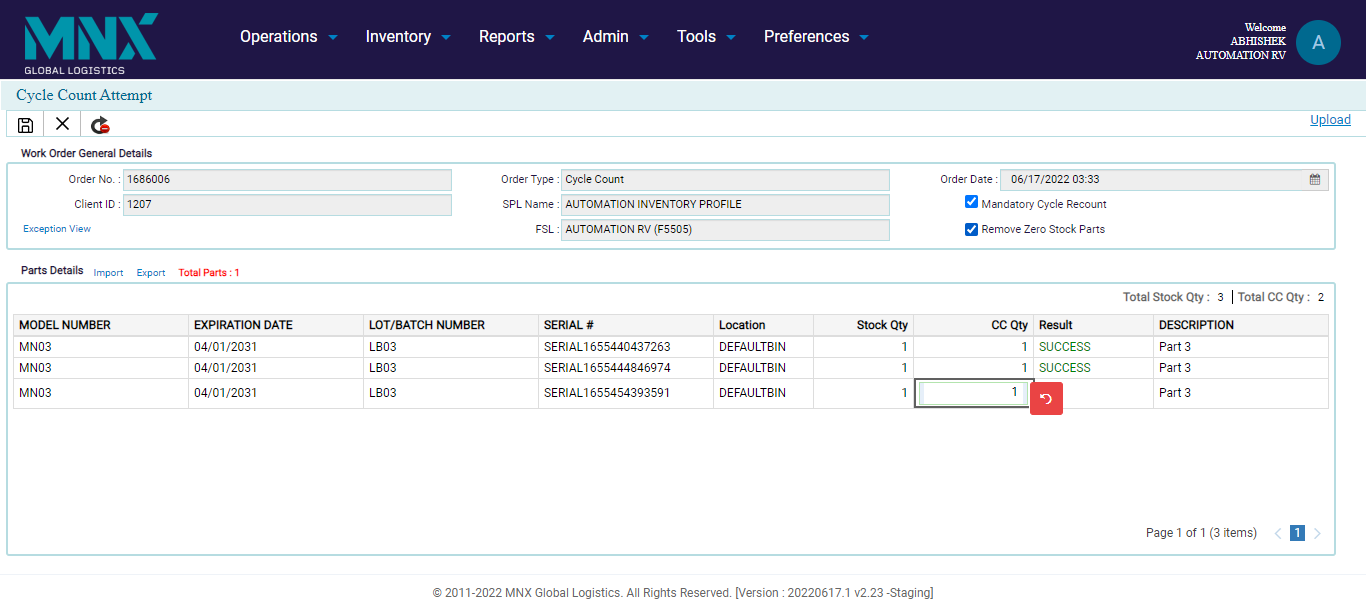 MNX
GLOBAL LOGISTICS
Operations Inventory Reports Admin Tools Preferences
Welcome
ABHISHEK
AUTOMATION RV
A
Cycle Count Attempt
Upload
Work Order General Details
Order No. : 1686006 Order Type : Cycle Count Order Date : 06/17/2022 03:33
Client ID : 1207 SPL Name : AUTOMATION INVENTORY PROFILE Mandatory Cycle Recount
Exception View FSL : AUTOMATION RV (F5505) Remove Zero Stock Parts
Parts Details Import Export Total Parts : 1
Total Stock Qty : 3 Total CC Qty : 2
MODEL NUMBER EXPIRATION DATE LOT/BATCH NUMBER SERIAL # Location Stock Qty CC Qty Result DESCRIPTION
MN03 04/01/2031 LB03 SERIAL1655440437263 DEFAULTBIN 1 1 SUCCESS Part 3
MN03 04/01/2031 LB03 SERIAL1655444846974 DEFAULTBIN 1 1 SUCCESS Part 3
MN03 04/01/2031 LB03 SERIAL1655454393591 DEFAULTBIN 1 1 Part 3
Page 1 of 1 (3 items) 1
© 2011-2022 MNX Global Logistics. All Rights Reserved. [Version : 20220617.1 v2.23 -Staging]